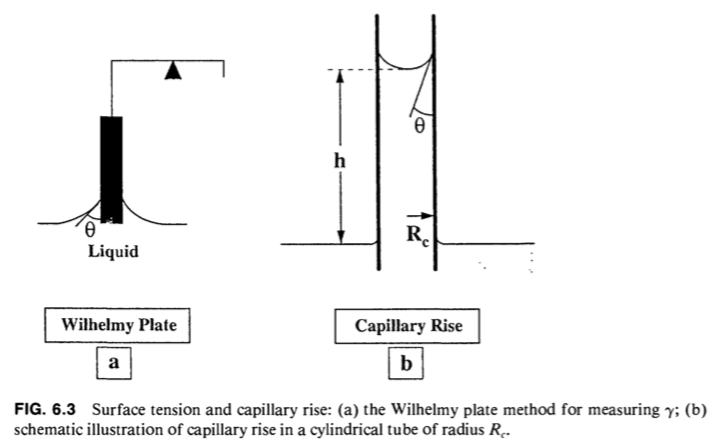 θ
Liquid
h
θ
R_c
Wilhelmy Plate
Capillary Rise
a
b
FIG. 6.3 Surface tension and capillary rise: (a) the Wilhelmy plate method for measuring γ; (b)
schematic illustration of capillary rise in a cylindrical tube of radius R_c.